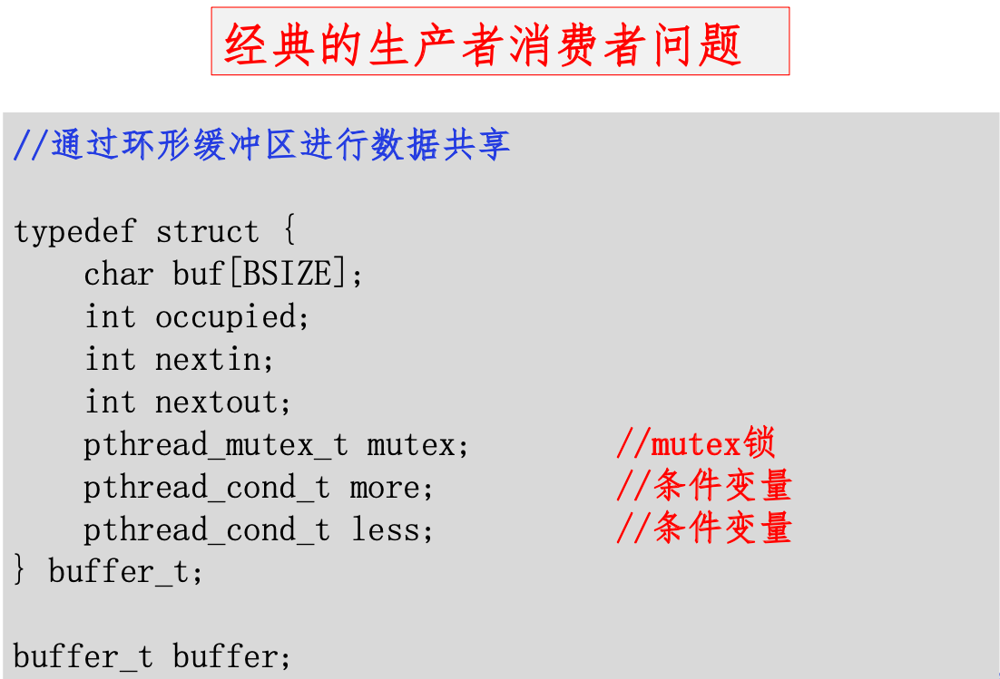 经典的生产者消费者问题
//通过环形缓冲区进行数据共享
typedef struct {
    char buf[BSIZE];
    int occupied;
    int nextin;
    int nextout;
    pthread_mutex_t mutex;        //mutex锁
    pthread_cond_t more;          //条件变量
    pthread_cond_t less;          //条件变量
} buffer_t;
buffer_t buffer;